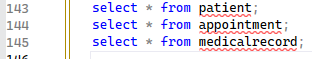 143 select * from patient;
144 select * from appointment;
145 select * from medicalrecord;